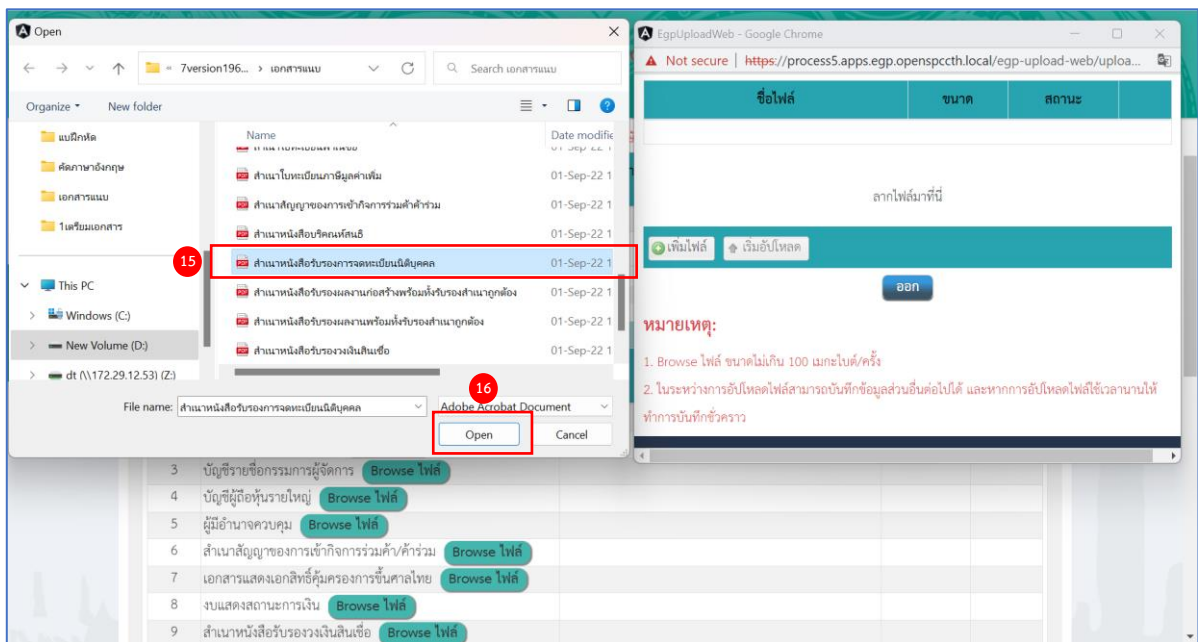 Open
« 7version196... > เอกสารแนบ
Search เอกสารแนบ
Organize
New folder
แบบฝึกหัด
คัดภาษาอังกฤษ
เอกสารแนบ
1เตรียมเอกสาร
This PC
Windows (C:)
New Volume (D:)
dt (\\172.29.12.53) (Z:)
Name
Date modifie
สำเนาใบทะเบียนภาษีมูลค่าเพิ่ม
01-Sep-22 1
สำเนาสัญญาของการเข้ากิจการร่วมค้าค้าร่วม
01-Sep-22 1
สำเนาหนังสือบริคณห์สนธิ
01-Sep-22 1
15
สำเนาหนังสือรับรองการจดทะเบียนนิติบุคคล
01-Sep-22 1
สำเนาหนังสือรับรองผลงานก่อสร้างพร้อมทั้งรับรองสำเนาถูกต้อง
01-Sep-22 1
สำเนาหนังสือรับรองผลงานพร้อมทั้งรับรองสำเนาถูกต้อง
01-Sep-22 1
สำเนาหนังสือรับรองวงเงินสินเชื่อ
01-Sep-22 1
16
File name:
สำเนาหนังสือรับรองการจดทะเบียนนิติบุคคล
Adobe Acrobat Document
Open
Cancel
EgpUploadWeb - Google Chrome
Not secure | https://process5.apps.egp.openspccth.local/egp-upload-web/uploa...
ชื่อไฟล์
ขนาด
สถานะ
ลากไฟล์มาที่นี่
เพิ่มไฟล์
เริ่มอัปโหลด
ออก
หมายเหตุ:
1. Browse ไฟล์ ขนาดไม่เกิน 100 เมกะไบต์/ครั้ง
2. ในระหว่างการอัปโหลดไฟล์สามารถบันทึกข้อมูลส่วนอื่นต่อไปได้ และหากการอัปโหลดไฟล์ใช้เวลานานให้
ทำการบันทึกชั่วคราว
3 บัญชีรายชื่อกรรมการผู้จัดการ Browse ไฟล์
4 บัญชีผู้ถือหุ้นรายใหญ่ Browse ไฟล์
5 ผู้มีอำนาจควบคุม Browse ไฟล์
6 สำเนาสัญญาของการเข้ากิจการร่วมค้า/ค้าร่วม Browse ไฟล์
7 เอกสารแสดงเอกสิทธิ์คุ้มครองการขึ้นศาลไทย Browse ไฟล์
8 งบแสดงสถานะการเงิน Browse ไฟล์
9 สำเนาหนังสือรับรองวงเงินสินเชื่อ Browse ไฟล์